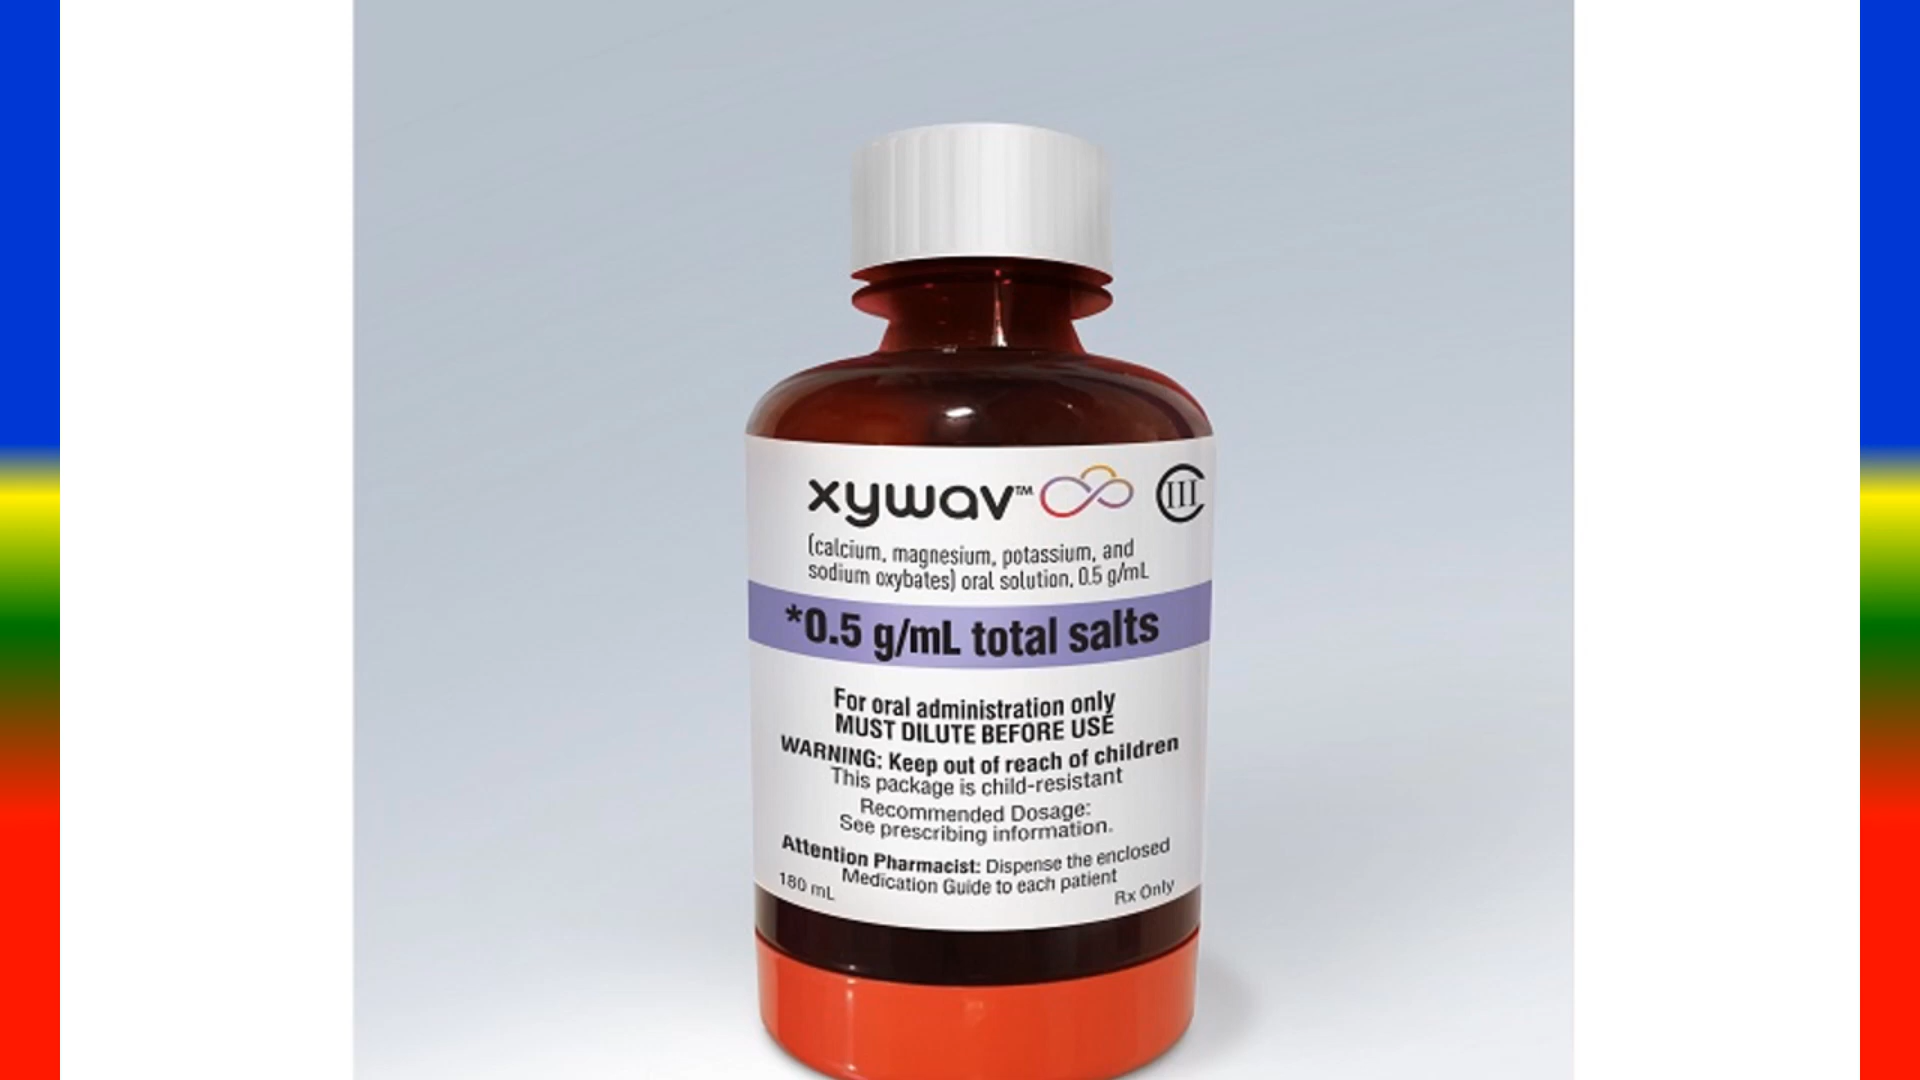 xywav™ CIII
(calcium, magnesium, potassium, and
sodium oxybates) oral solution, 0.5 g/mL
*0.5 g/mL total salts
For oral administration only
MUST DILUTE BEFORE USE
WARNING: Keep out of reach of children
This package is child-resistant
Recommended Dosage:
See prescribing information.
Attention Pharmacist: Dispense the enclosed
Medication Guide to each patient
180 mL
Rx Only